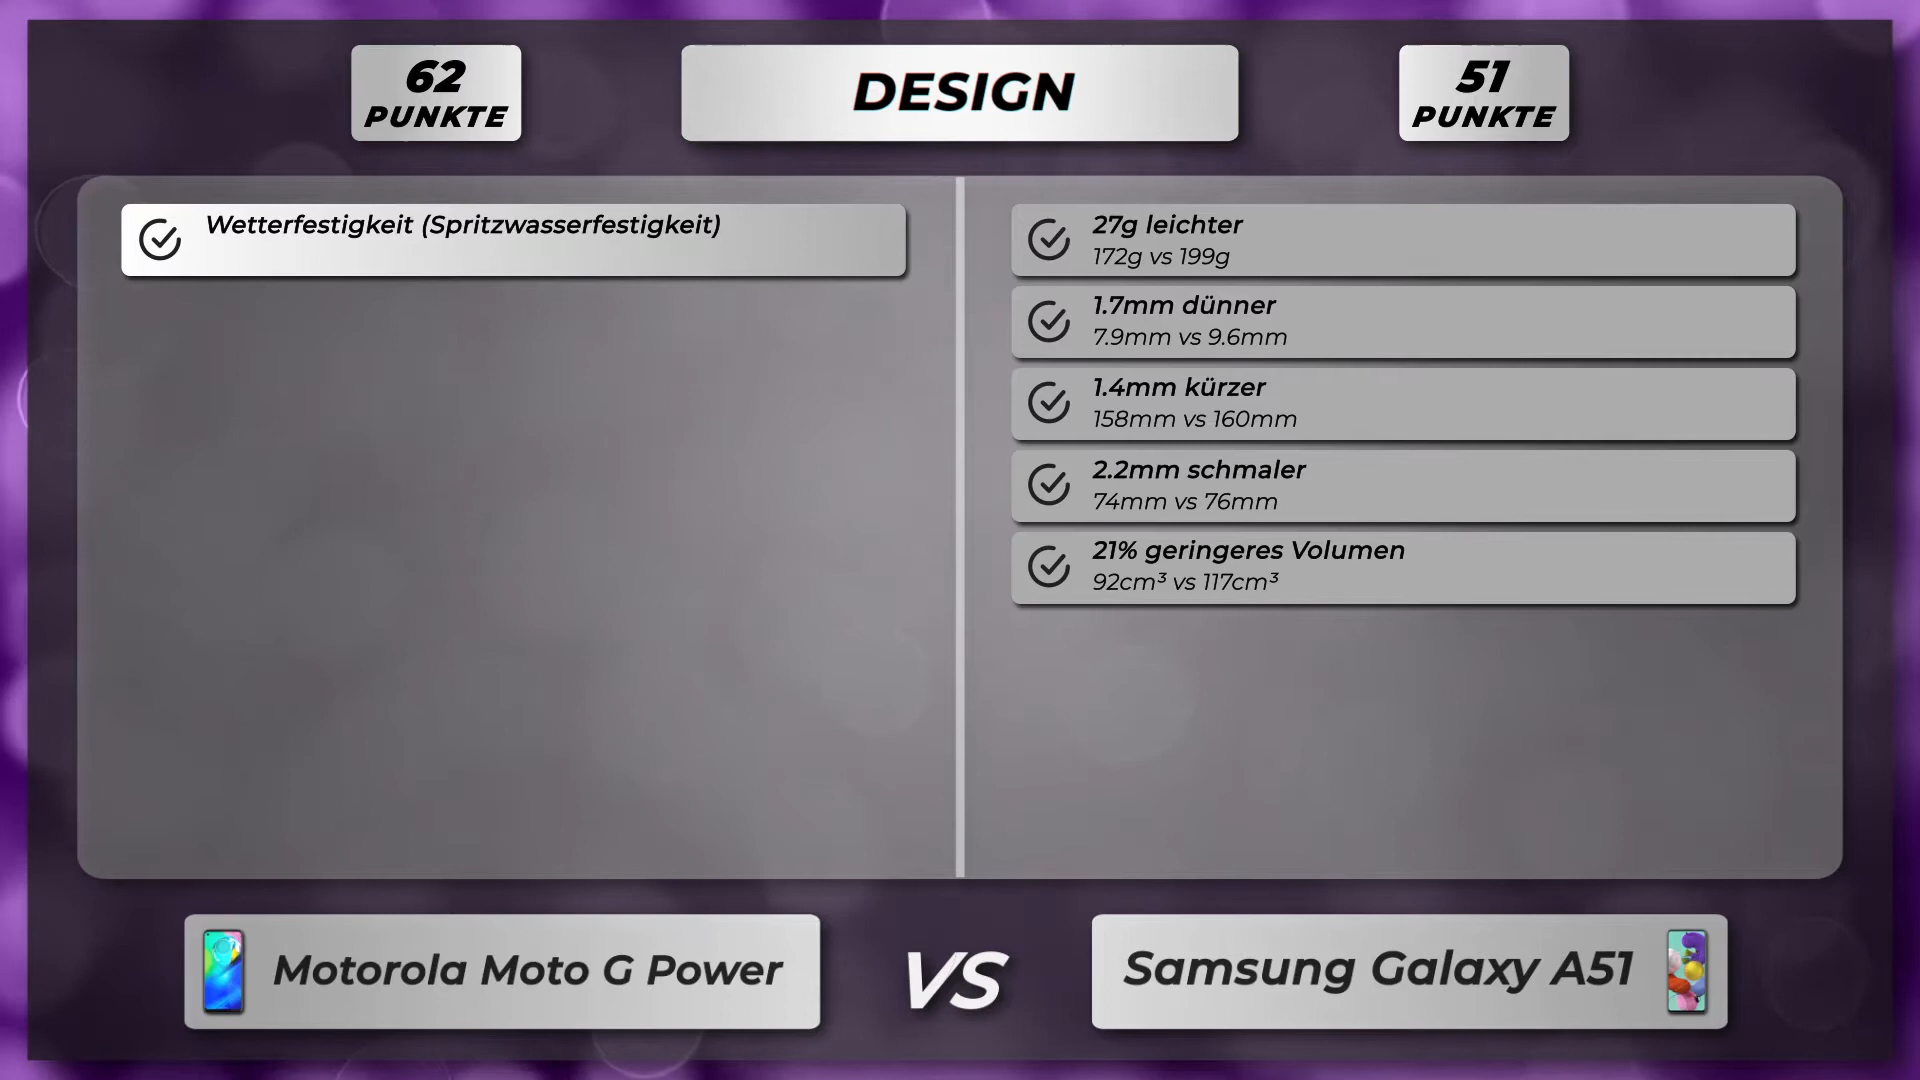 62
PUNKTE
DESIGN
51
PUNKTE
Wetterfestigkeit (Spritzwasserfestigkeit)
27g leichter
172g vs 199g
1.7mm dünner
7.9mm vs 9.6mm
1.4mm kürzer
158mm vs 160mm
2.2mm schmaler
74mm vs 76mm
21% geringeres Volumen
92cm³ vs 117cm³
Motorola Moto G Power
VS
Samsung Galaxy A51